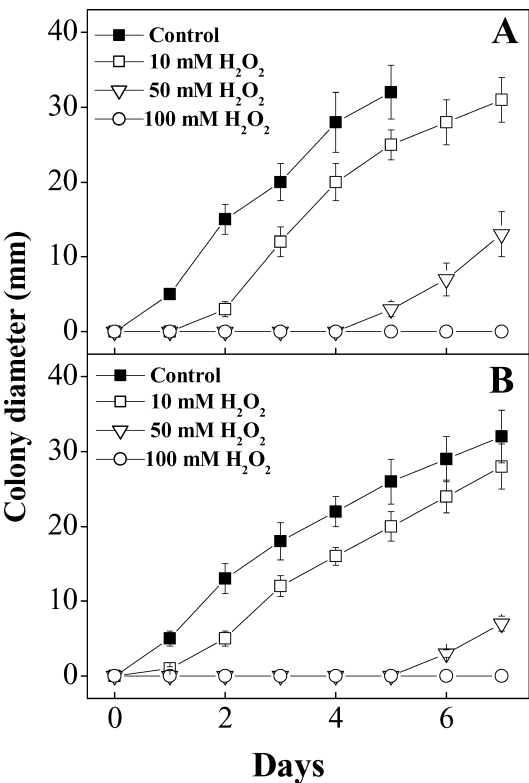 A
Control
10 mM H₂O₂
50 mM H₂O₂
100 mM H₂O₂
40
30
20
10
0
B
Control
10 mM H₂O₂
50 mM H₂O₂
100 mM H₂O₂
40
30
20
10
0
0 2 4 6
Days
Colony diameter (mm)